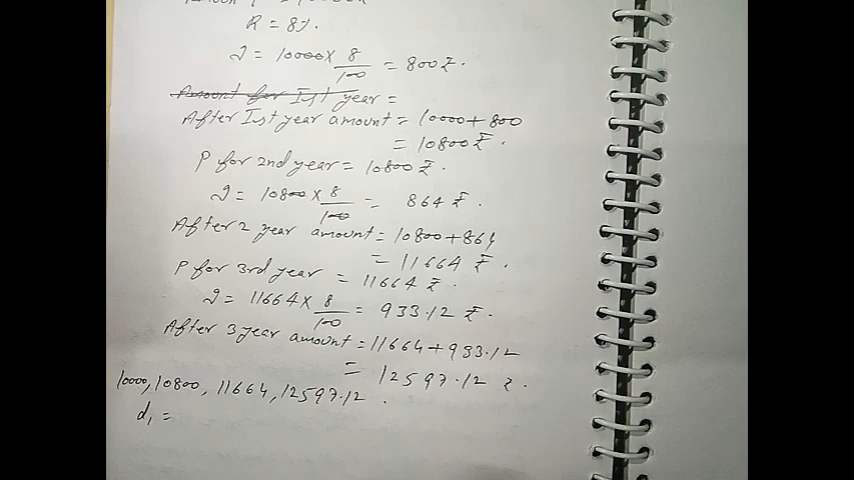 R = 8%.
I = 10000 × 8/100 = 800 ₹.
Amount for Ist year =
After Ist year amount = 10000 + 800
= 10800 ₹.
P for 2nd year = 10800 ₹.
I = 10800 × 8/100 = 864 ₹.
After 2 year amount = 10800 + 864
= 11664 ₹.
P for 3rd year = 11664 ₹.
I = 11664 × 8/100 = 933.12 ₹.
After 3 year amount = 11664 + 933.12
= 12597.12 ₹.
10000, 10800, 11664, 12597.12.
d₁ =